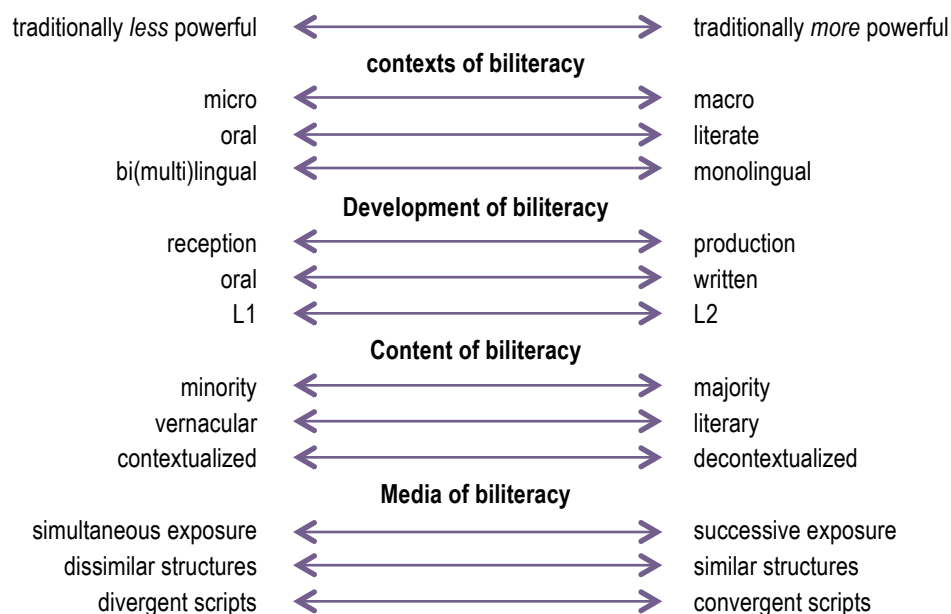 traditionally less powerful traditionally more powerful
contexts of biliteracy
micro macro
oral literate
bi(multi)lingual monolingual
Development of biliteracy
reception production
oral written
L1 L2
Content of biliteracy
minority majority
vernacular literary
contextualized decontextualized
Media of biliteracy
simultaneous exposure successive exposure
dissimilar structures similar structures
divergent scripts convergent scripts